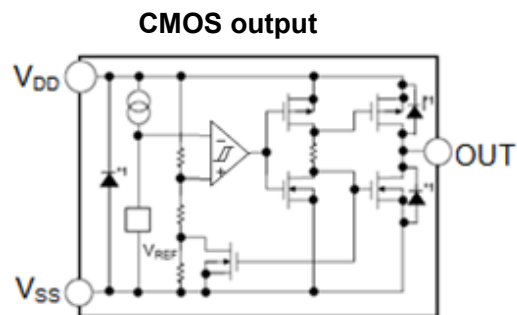 CMOS output
VDD
*1
*1
−
+
OUT
*1
VREF
VSS